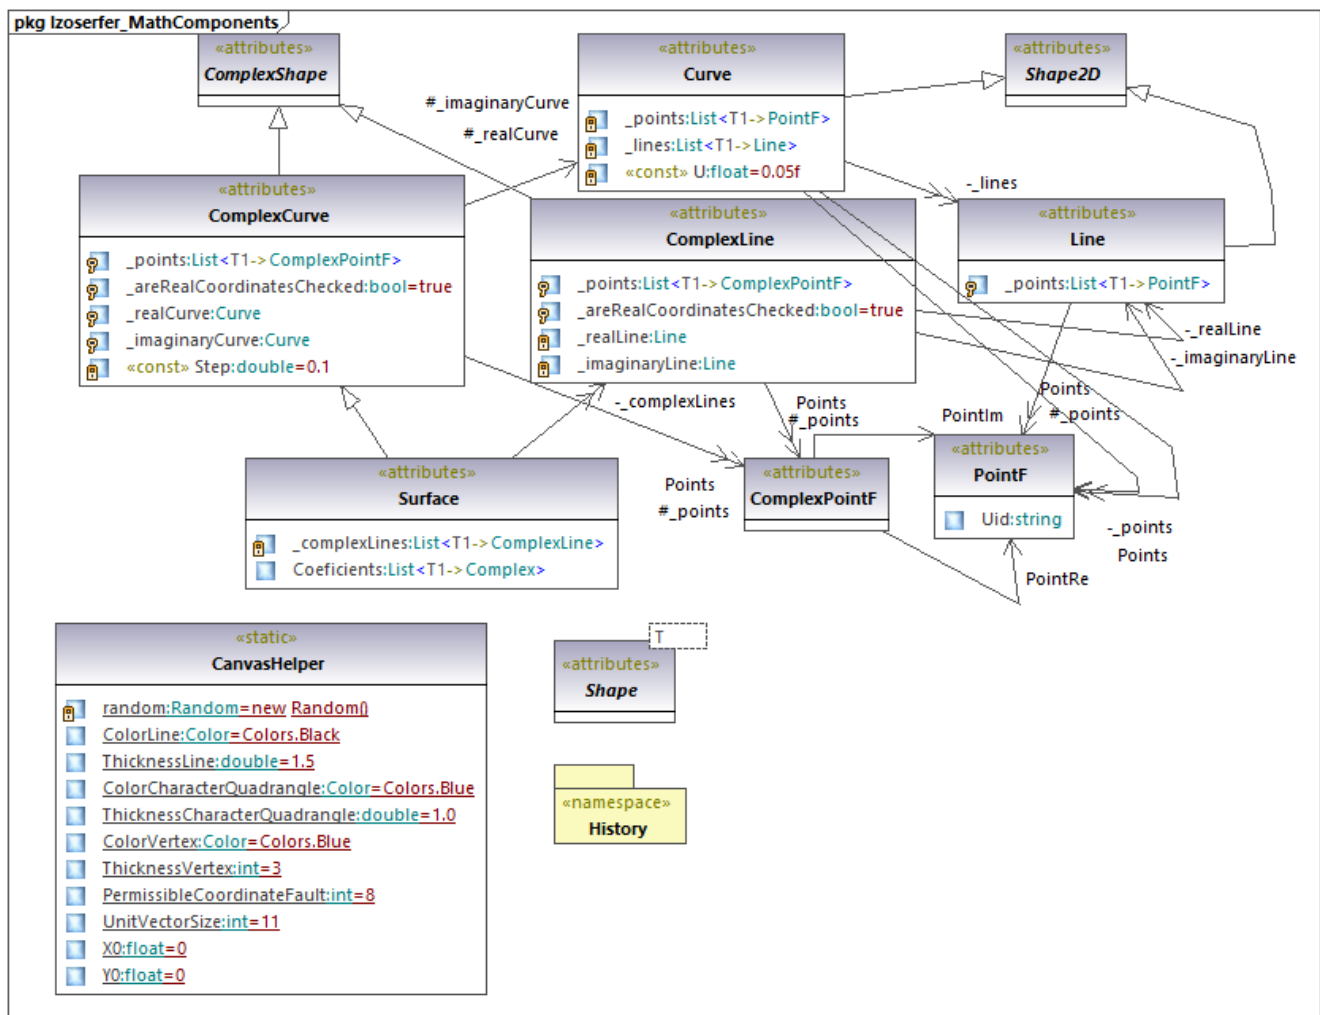 pkg Izoserfer_MathComponents
«attributes»
ComplexShape
«attributes»
Curve
_points:List<T1->PointF>
_lines:List<T1->Line>
«const» U:float=0.05f
«attributes»
Shape2D
#_imaginaryCurve
#_realCurve
-_lines
«attributes»
ComplexCurve
_points:List<T1->ComplexPointF>
_areRealCoordinatesChecked:bool=true
_realCurve:Curve
_imaginaryCurve:Curve
«const» Step:double=0.1
«attributes»
ComplexLine
_points:List<T1->ComplexPointF>
_areRealCoordinatesChecked:bool=true
_realLine:Line
_imaginaryLine:Line
«attributes»
Line
_points:List<T1->PointF>
-_realLine
-_imaginaryLine
-_complexLines
Points
#_points
PointIm
Points
#_points
«attributes»
Surface
_complexLines:List<T1->ComplexLine>
Coeficients:List<T1->Complex>
Points
#_points
«attributes»
ComplexPointF
«attributes»
PointF
Uid:string
-_points
Points
PointRe
«static»
CanvasHelper
random:Random=new Random()
ColorLine:Color=Colors.Black
ThicknessLine:double=1.5
ColorCharacterQuadrangle:Color=Colors.Blue
ThicknessCharacterQuadrangle:double=1.0
ColorVertex:Color=Colors.Blue
ThicknessVertex:int=3
PermissibleCoordinateFault:int=8
UnitVectorSize:int=11
X0:float=0
Y0:float=0
T
«attributes»
Shape
«namespace»
History